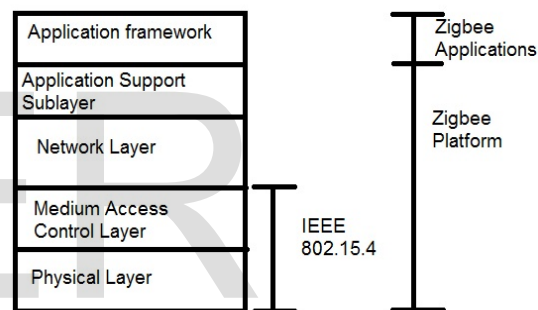 Application framework
Application Support
Sublayer
Network Layer
Medium Access
Control Layer
Physical Layer
IEEE
802.15.4
Zigbee
Applications
Zigbee
Platform
ER